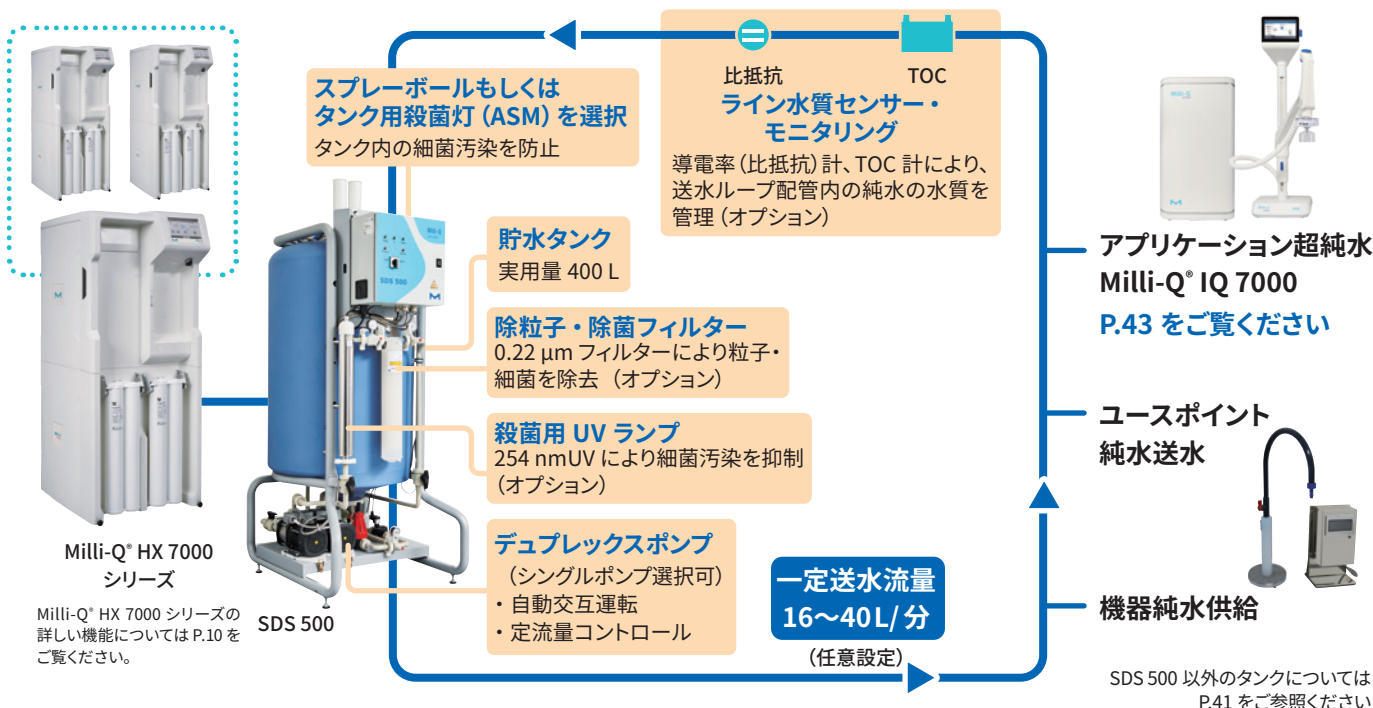 スプレーボールもしくは
タンク用殺菌灯（ASM）を選択
タンク内の細菌汚染を防止
比抵抗
TOC
ライン水質センサー・
モニタリング
導電率（比抵抗）計、TOC 計により、
送水ループ配管内の純水の水質を
管理（オプション）
貯水タンク
実用量 400 L
除粒子・除菌フィルター
0.22 µm フィルターにより粒子・
細菌を除去 （オプション）
殺菌用 UV ランプ
254 nmUV により細菌汚染を抑制
（オプション）
デュプレックスポンプ
（シングルポンプ選択可）
・自動交互運転
・定流量コントロール
SDS 500
Milli-Q® HX 7000
シリーズ
Milli-Q® HX 7000 シリーズの
詳しい機能については P.10 を
ご覧ください。
SDS 500
一定送水流量
16〜40 L/ 分
（任意設定）
アプリケーション超純水
Milli-Q® IQ 7000
P.43 をご覧ください
ユースポイント
純水送水
機器純水供給
SDS 500 以外のタンクについては
P.41 をご参照ください